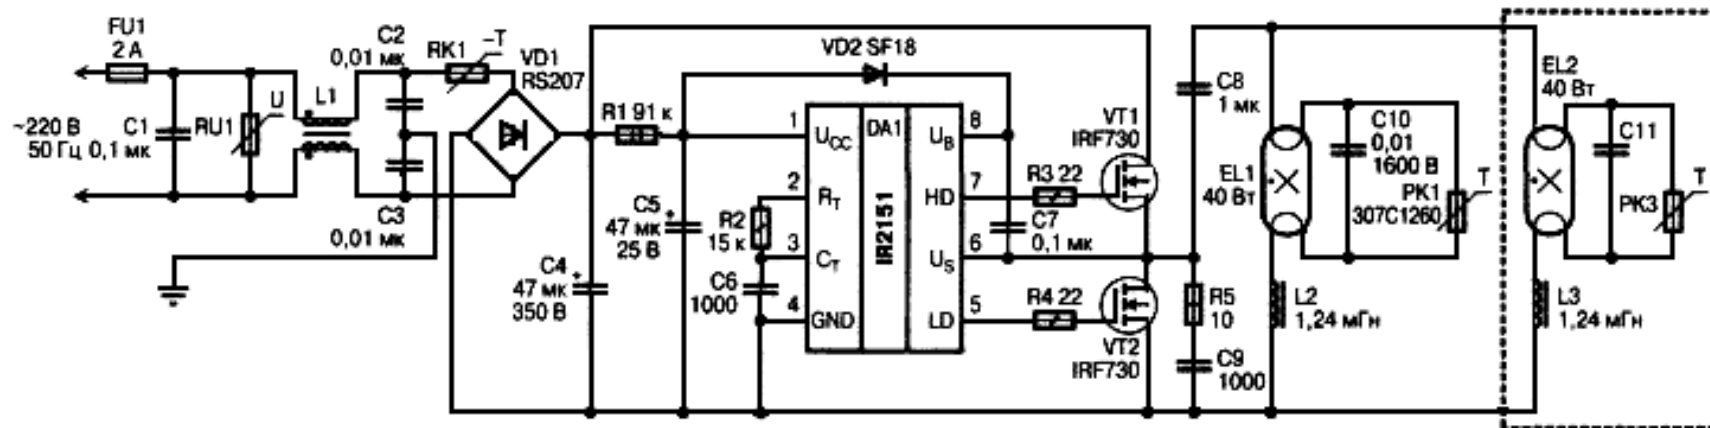 FU1
2 А
~220 В
50 Гц
C1
0,1 мк
RU1
U
L1
C2
0,01 мк
C3
0,01 мк
RK1
–T
VD1
RS207
R1 91 к
C4
47 мк
350 В
C5
47 мк
25 В
R2
15 к
C6
1000
VD2 SF18
DA1
IR2151
1
UCC
2
RT
3
CT
4
GND
8
UB
7
HD
6
US
5
LD
R3 22
R4 22
C7
0,1 мк
VT1
IRF730
VT2
IRF730
C8
1 мк
R5
10
C9
1000
EL1
40 Вт
L2
1,24 мГн
C10
0,01
1600 В
PK1
307C1260
T
EL2
40 Вт
C11
PK3
T
L3
1,24 мГн